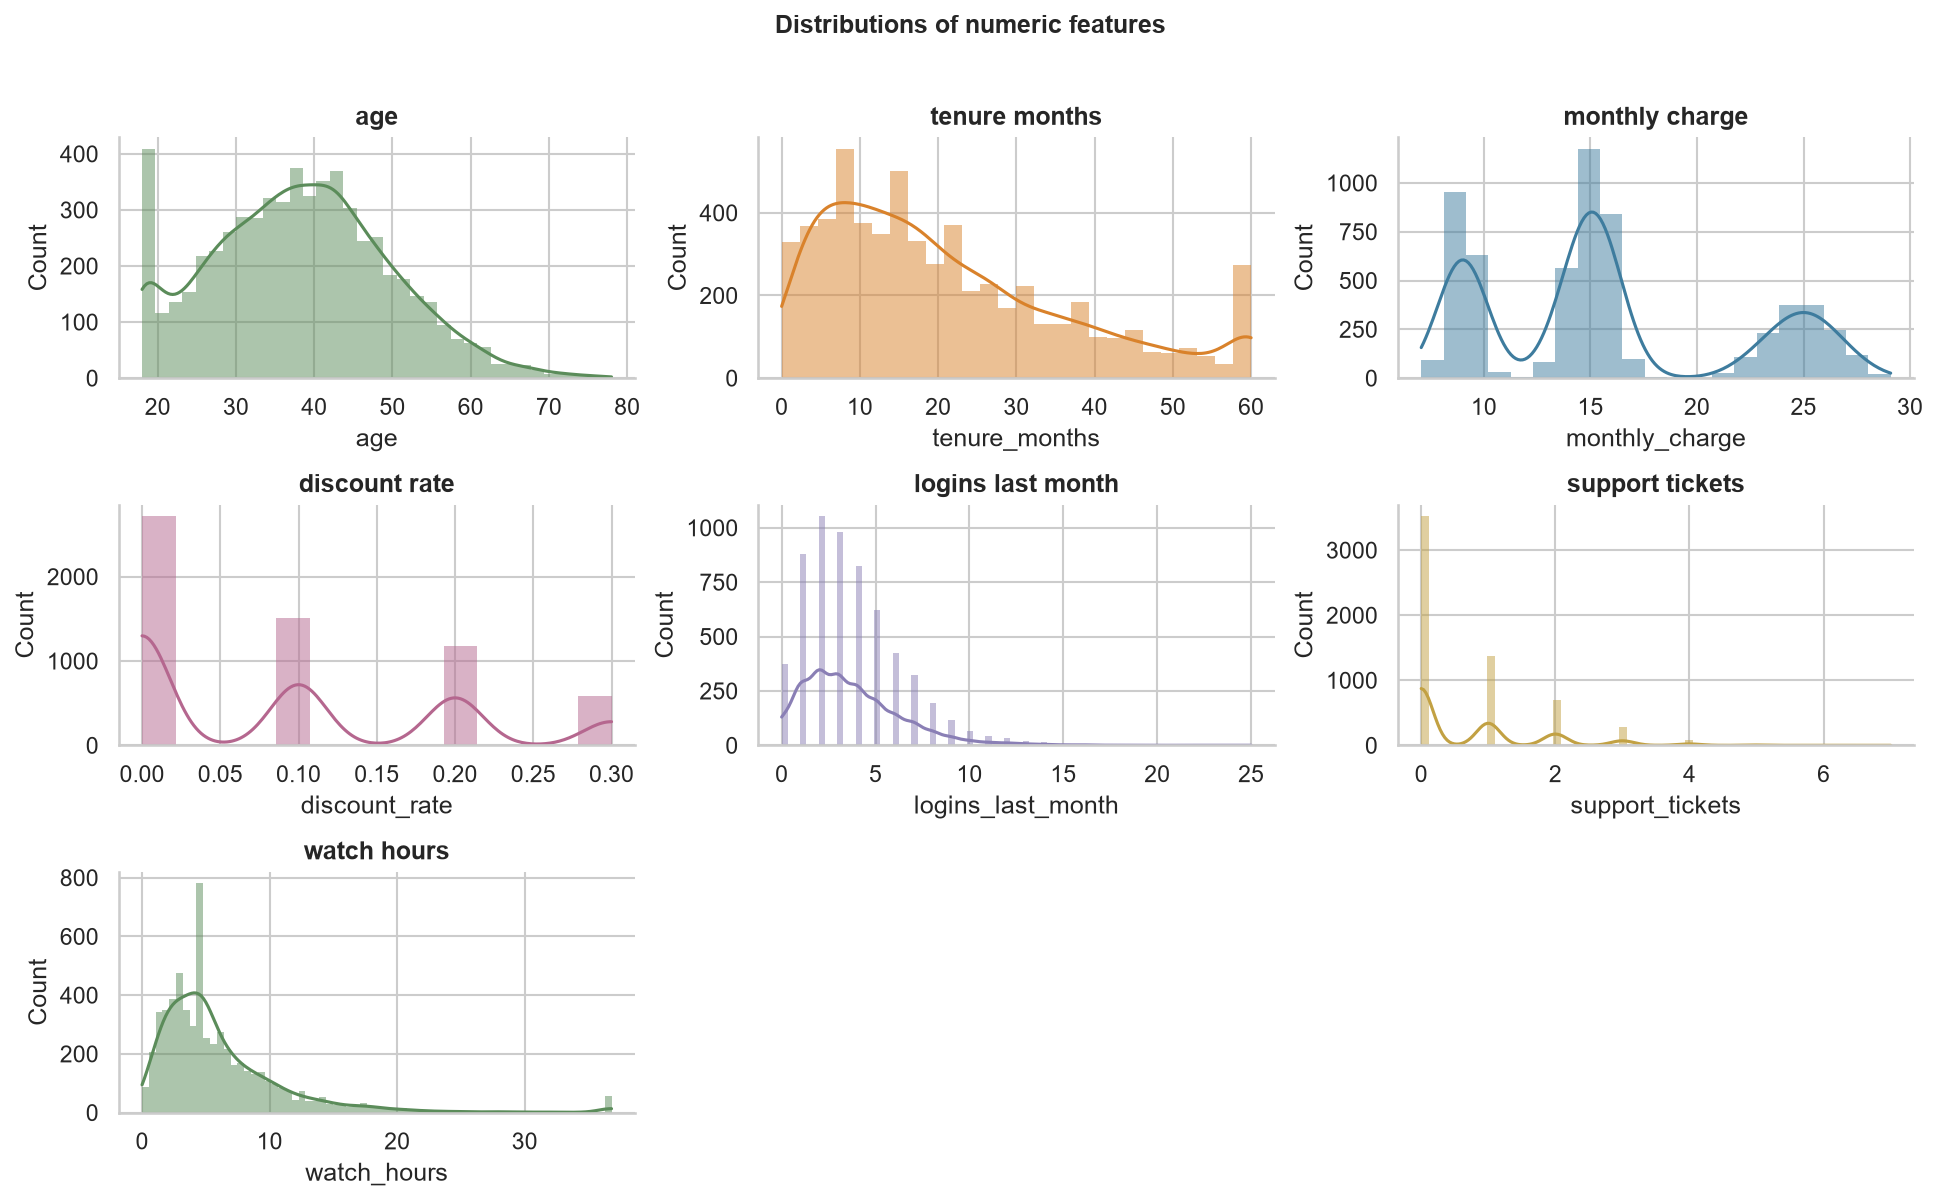 Distributions of numeric features
age
Count
400
300
200
100
0
20 30 40 50 60 70 80
age
tenure months
Count
400
200
0
0 10 20 30 40 50 60
tenure_months
monthly charge
Count
1000
750
500
250
0
10 15 20 25 30
monthly_charge
discount rate
Count
2000
1000
0
0.00 0.05 0.10 0.15 0.20 0.25 0.30
discount_rate
logins last month
Count
1000
750
500
250
0
0 5 10 15 20 25
logins_last_month
support tickets
Count
3000
2000
1000
0
0 2 4 6
support_tickets
watch hours
Count
800
600
400
200
0
0 10 20 30
watch_hours